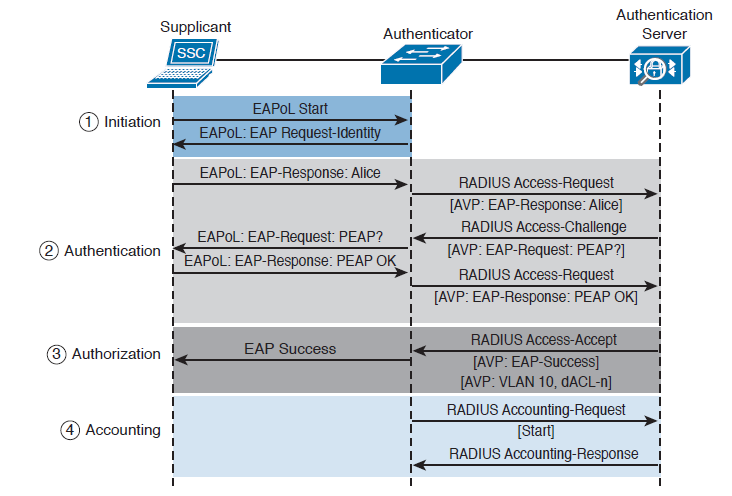 Supplicant
Authenticator
Authentication
Server
SSC
1 Initiation
EAPoL Start
EAPoL: EAP Request-Identity
EAPoL: EAP-Response: Alice
RADIUS Access-Request
[AVP: EAP-Response: Alice]
RADIUS Access-Challenge
EAPoL: EAP-Request: PEAP?
[AVP: EAP-Request: PEAP?]
2 Authentication
EAPoL: EAP-Response: PEAP OK
RADIUS Access-Request
[AVP: EAP-Response: PEAP OK]
3 Authorization
EAP Success
RADIUS Access-Accept
[AVP: EAP-Success]
[AVP: VLAN 10, dACL-n]
4 Accounting
RADIUS Accounting-Request
[Start]
RADIUS Accounting-Response